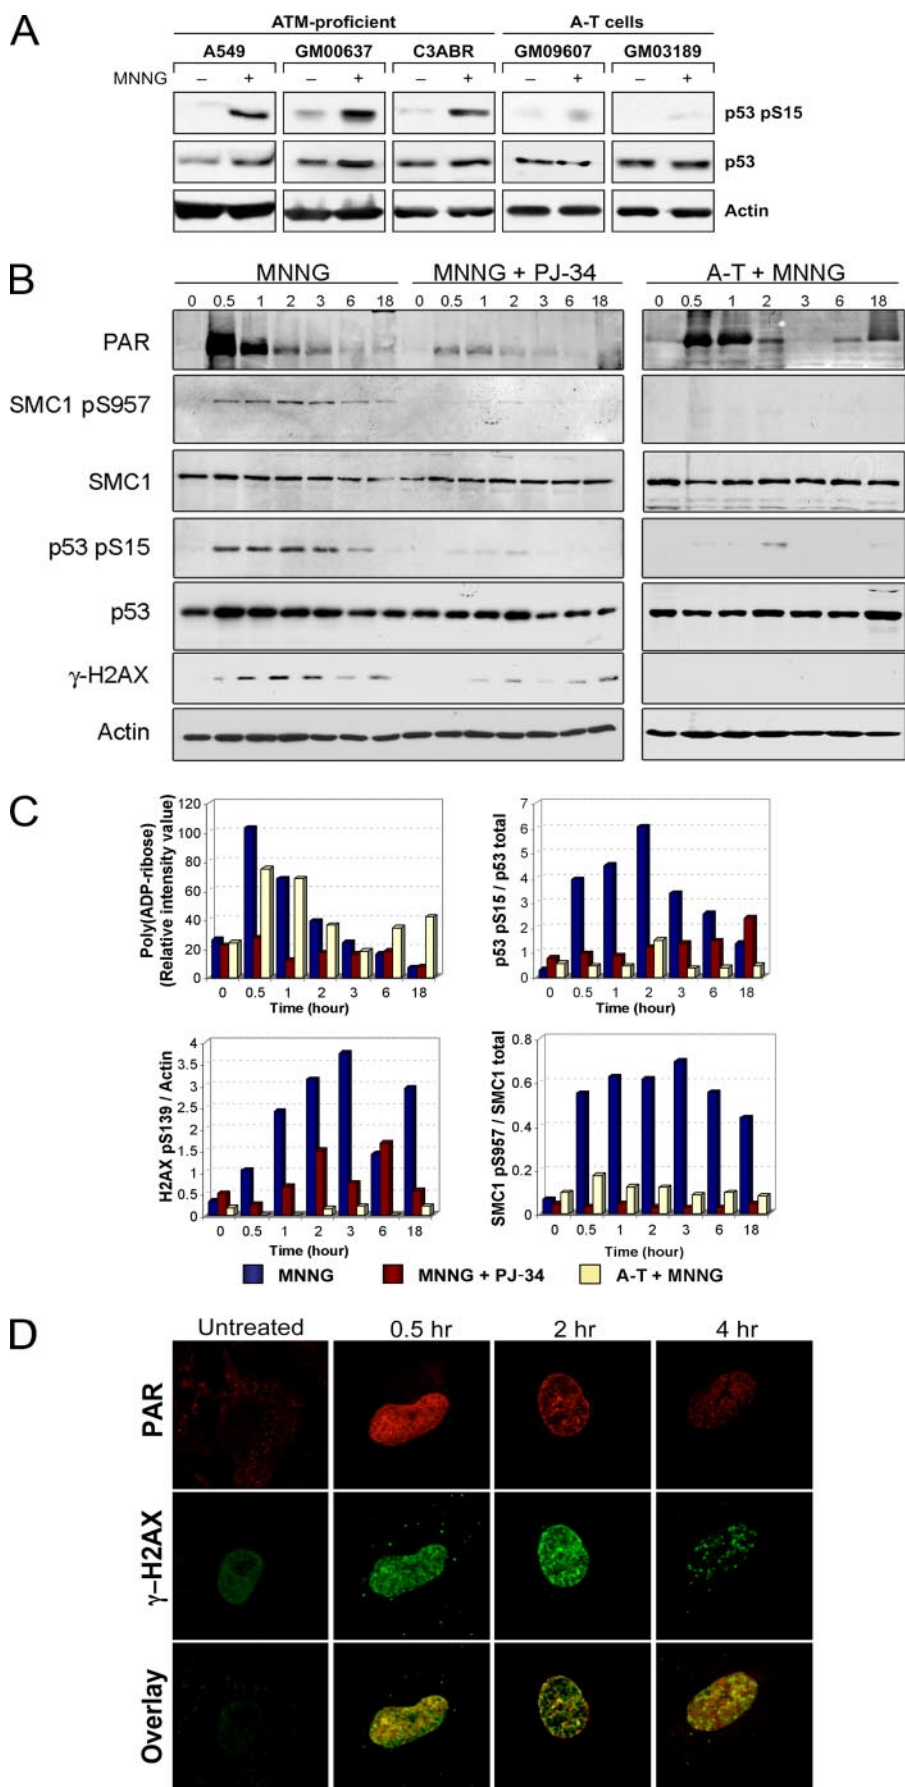 A
ATM-proficient A-T cells
A549 GM00637 C3ABR GM09607 GM03189
MNNG – + – + – + – + – +
p53 pS15
p53
Actin
B
MNNG MNNG + PJ-34 A-T + MNNG
0 0.5 1 2 3 6 18 0 0.5 1 2 3 6 18 0 0.5 1 2 3 6 18
PAR
SMC1 pS957
SMC1
p53 pS15
p53
γ-H2AX
Actin
C
Poly(ADP-ribose)
(Relative intensity value)
120
100
80
60
40
20
0
0 0.5 1 2 3 6 18
Time (hour)
p53 pS15 / p53 total
7
6
5
4
3
2
1
0
0 0.5 1 2 3 6 18
Time (hour)
H2AX pS139 / Actin
4
3.5
3
2.5
2
1.5
1
0.5
0
0 0.5 1 2 3 6 18
Time (hour)
SMC1 pS957 / SMC1 total
0.8
0.6
0.4
0.2
0
0 0.5 1 2 3 6 18
Time (hour)
MNNG MNNG + PJ-34 A-T + MNNG
D
Untreated 0.5 hr 2 hr 4 hr
PAR
γ–H2AX
Overlay